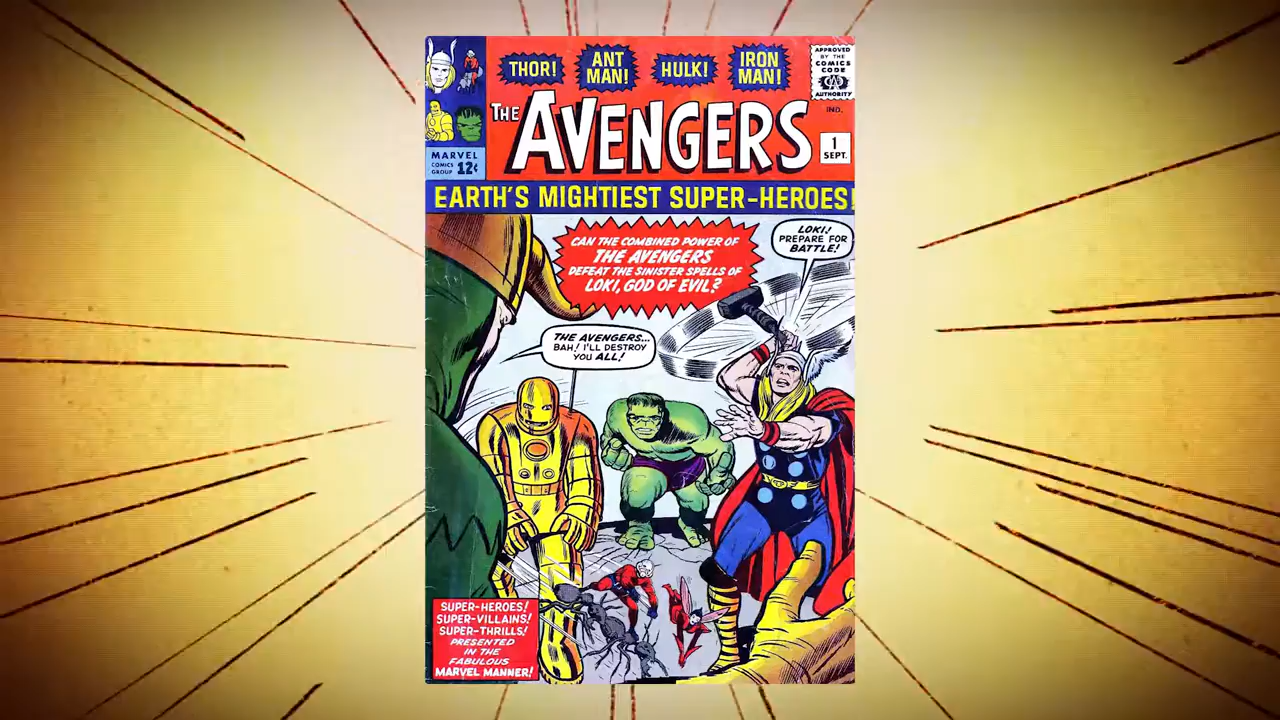 THOR!
ANT
MAN!
HULK!
IRON
MAN!
APPROVED
BY THE
COMICS
CODE
AUTHORITY
THE AVENGERS
IND.
1
SEPT.
MARVEL
COMICS
GROUP
12¢
EARTH'S MIGHTIEST SUPER-HEROES!
CAN THE COMBINED POWER OF
THE AVENGERS
DEFEAT THE SINISTER SPELLS OF
LOKI, GOD OF EVIL?
LOKI!
PREPARE FOR
BATTLE!
THE AVENGERS...
BAH! I'LL DESTROY
YOU ALL!
SUPER-HEROES!
SUPER-VILLAINS!
SUPER-THRILLS!
PRESENTED
IN THE
FABULOUS
MARVEL MANNER!